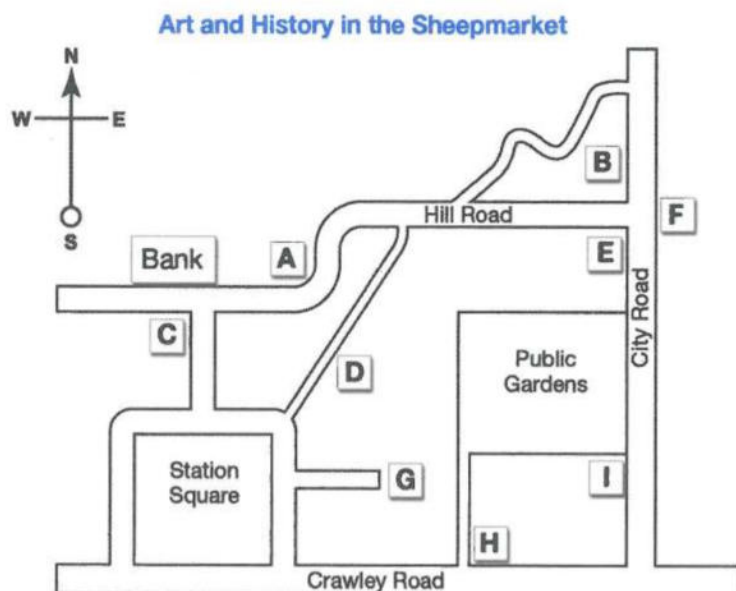 Art and History in the Sheepmarket
N
W E
S
B
Hill Road
F
Bank
A
E
C
City Road
D
Public
Gardens
Station
Square
G
I
H
Crawley Road